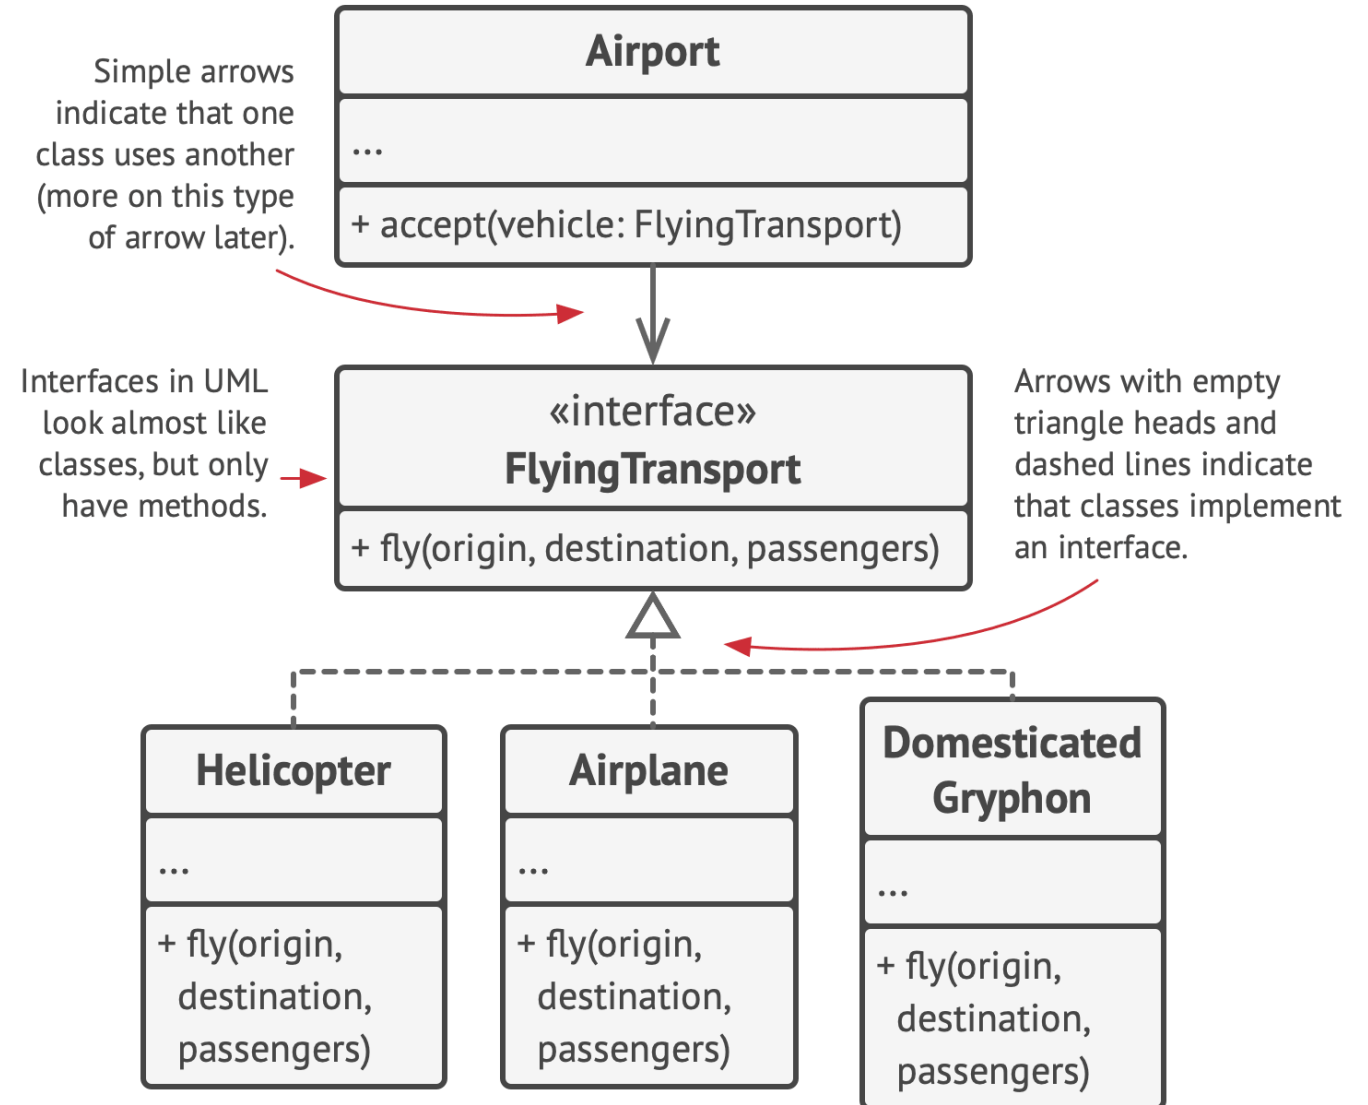 Airport
...
+ accept(vehicle: FlyingTransport)
Simple arrows
indicate that one
class uses another
(more on this type
of arrow later).
Interfaces in UML
look almost like
classes, but only
have methods.
«interface»
FlyingTransport
+ fly(origin, destination, passengers)
Arrows with empty
triangle heads and
dashed lines indicate
that classes implement
an interface.
Helicopter
...
+ fly(origin,
destination,
passengers)
Airplane
...
+ fly(origin,
destination,
passengers)
Domesticated
Gryphon
...
+ fly(origin,
destination,
passengers)